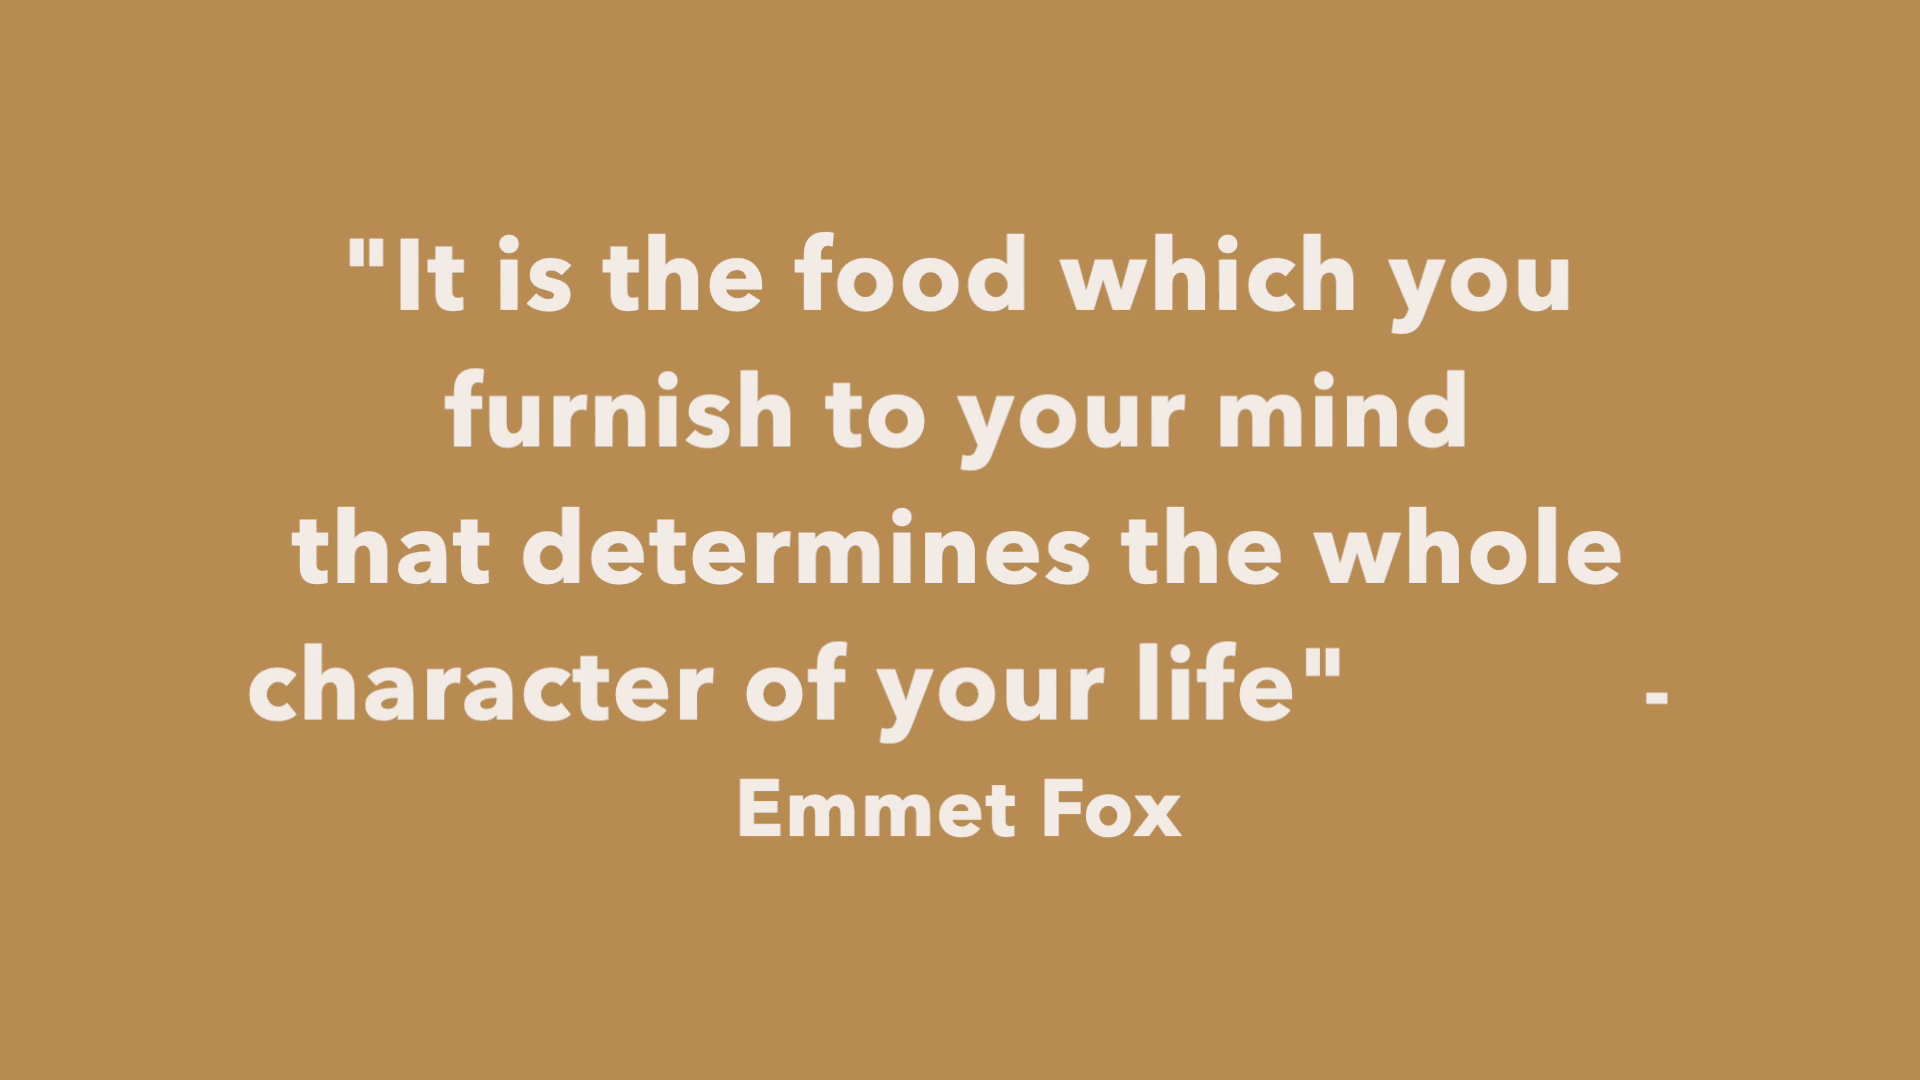 "It is the food which you
furnish to your mind
that determines the whole
character of your life" -
Emmet Fox